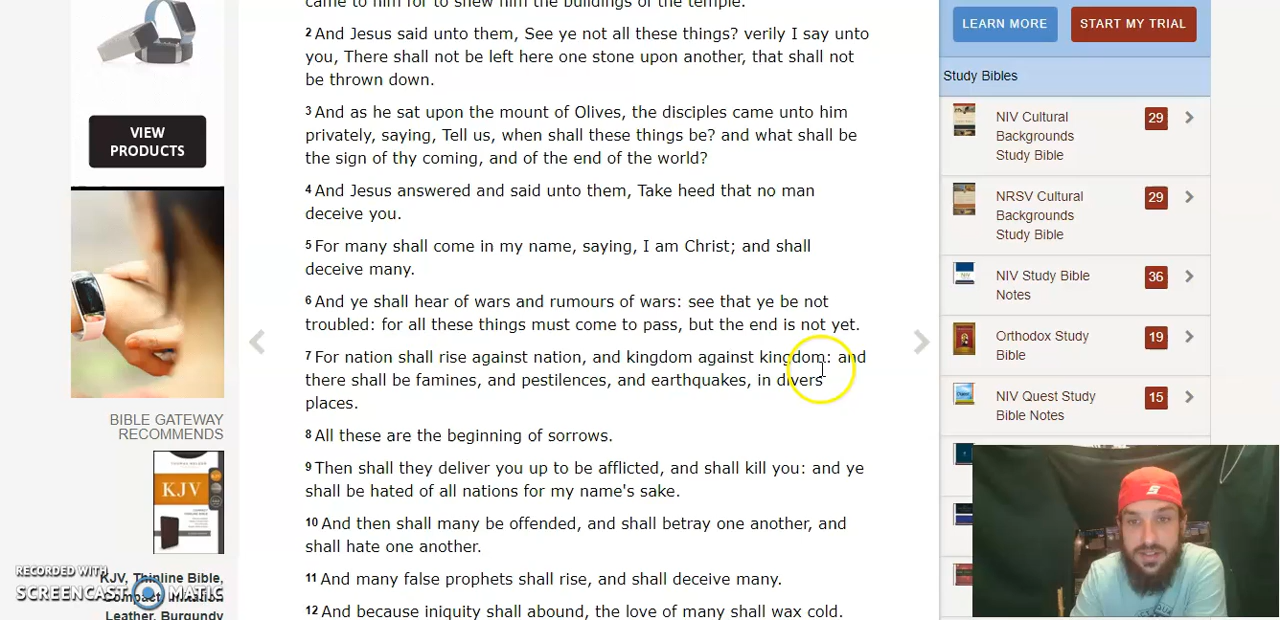 came to him for to shew him the buildings of the temple.
2 And Jesus said unto them, See ye not all these things? verily I say unto
you, There shall not be left here one stone upon another, that shall not
be thrown down.
3 And as he sat upon the mount of Olives, the disciples came unto him
privately, saying, Tell us, when shall these things be? and what shall be
the sign of thy coming, and of the end of the world?
4 And Jesus answered and said unto them, Take heed that no man
deceive you.
5 For many shall come in my name, saying, I am Christ; and shall
deceive many.
6 And ye shall hear of wars and rumours of wars: see that ye be not
troubled: for all these things must come to pass, but the end is not yet.
7 For nation shall rise against nation, and kingdom against kingdom: and
there shall be famines, and pestilences, and earthquakes, in divers
places.
8 All these are the beginning of sorrows.
9 Then shall they deliver you up to be afflicted, and shall kill you: and ye
shall be hated of all nations for my name's sake.
10 And then shall many be offended, and shall betray one another, and
shall hate one another.
11 And many false prophets shall rise, and shall deceive many.
12 And because iniquity shall abound, the love of many shall wax cold.
VIEW
PRODUCTS
BIBLE GATEWAY
RECOMMENDS
KJV
KJV, Thinline Bible,
Compact, Imitation
Leather, Burgundy
RECORDED WITH
SCREENCAST MATIC
LEARN MORE
START MY TRIAL
Study Bibles
NIV Cultural
Backgrounds
Study Bible
29
NRSV Cultural
Backgrounds
Study Bible
29
NIV Study Bible
Notes
36
Orthodox Study
Bible
19
NIV Quest Study
Bible Notes
15